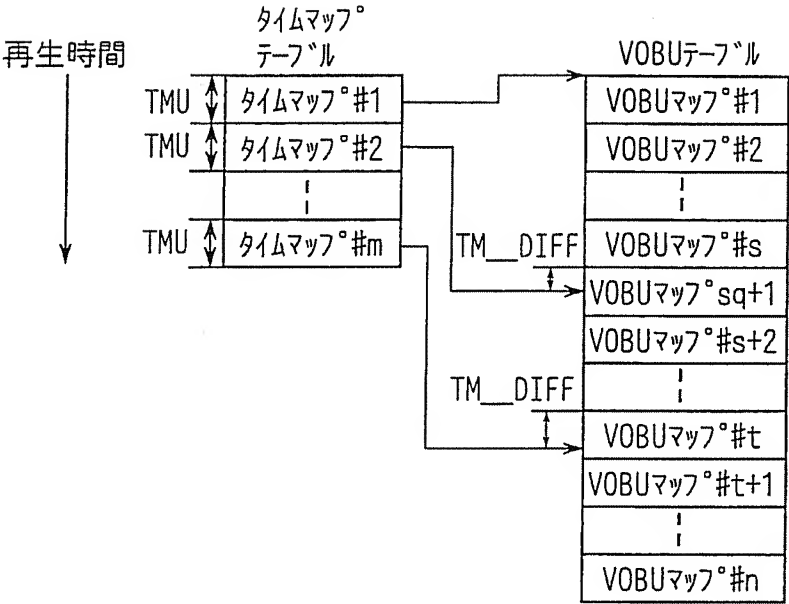 タイムマップ
テーブル
再生時間
VOBUテーブル
TMU
タイムマップ#1
VOBUマップ#1
TMU
タイムマップ#2
VOBUマップ#2
TMU
タイムマップ#m
TM__DIFF
VOBUマップ#s
VOBUマップsq+1
VOBUマップ#s+2
TM__DIFF
VOBUマップ#t
VOBUマップ#t+1
VOBUマップ#n